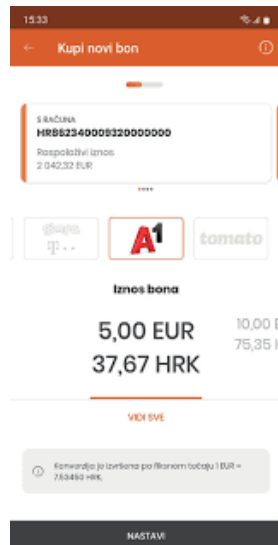 15:33
Kupi novi bon
S RAČUNA
HR8623400093200000000
Raspoloživi iznos
2 042,32 EUR
A1
tomato
Iznos bona
5,00 EUR
10,00 E
37,67 HRK
75,35 H
VIDI SVE
Konverzija je izvršena po fiksnom tečaju 1 EUR =
7.53450 HRK.
NASTAVI